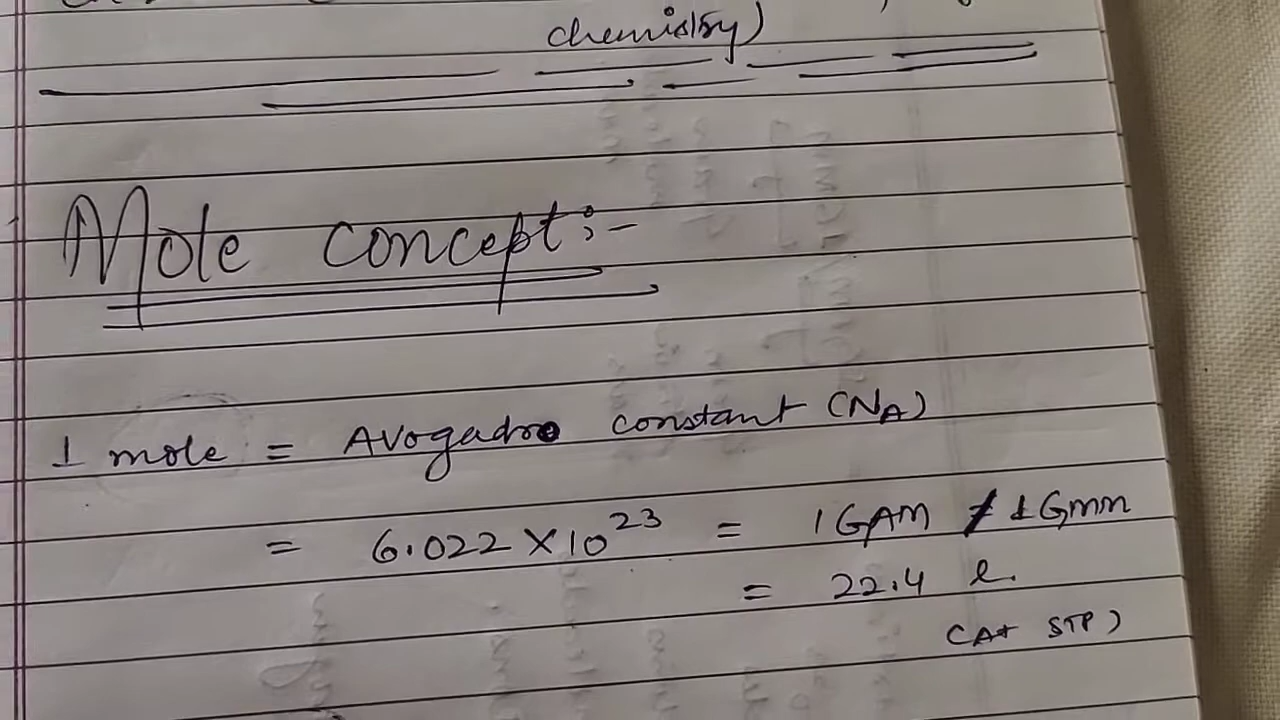 chemistry)
Mole concept:-
1 mole = Avogadro constant (NA)
= 6.022 × 10²³ = 1 GAM / 1 Gmm
= 22.4 l.
(At STP)